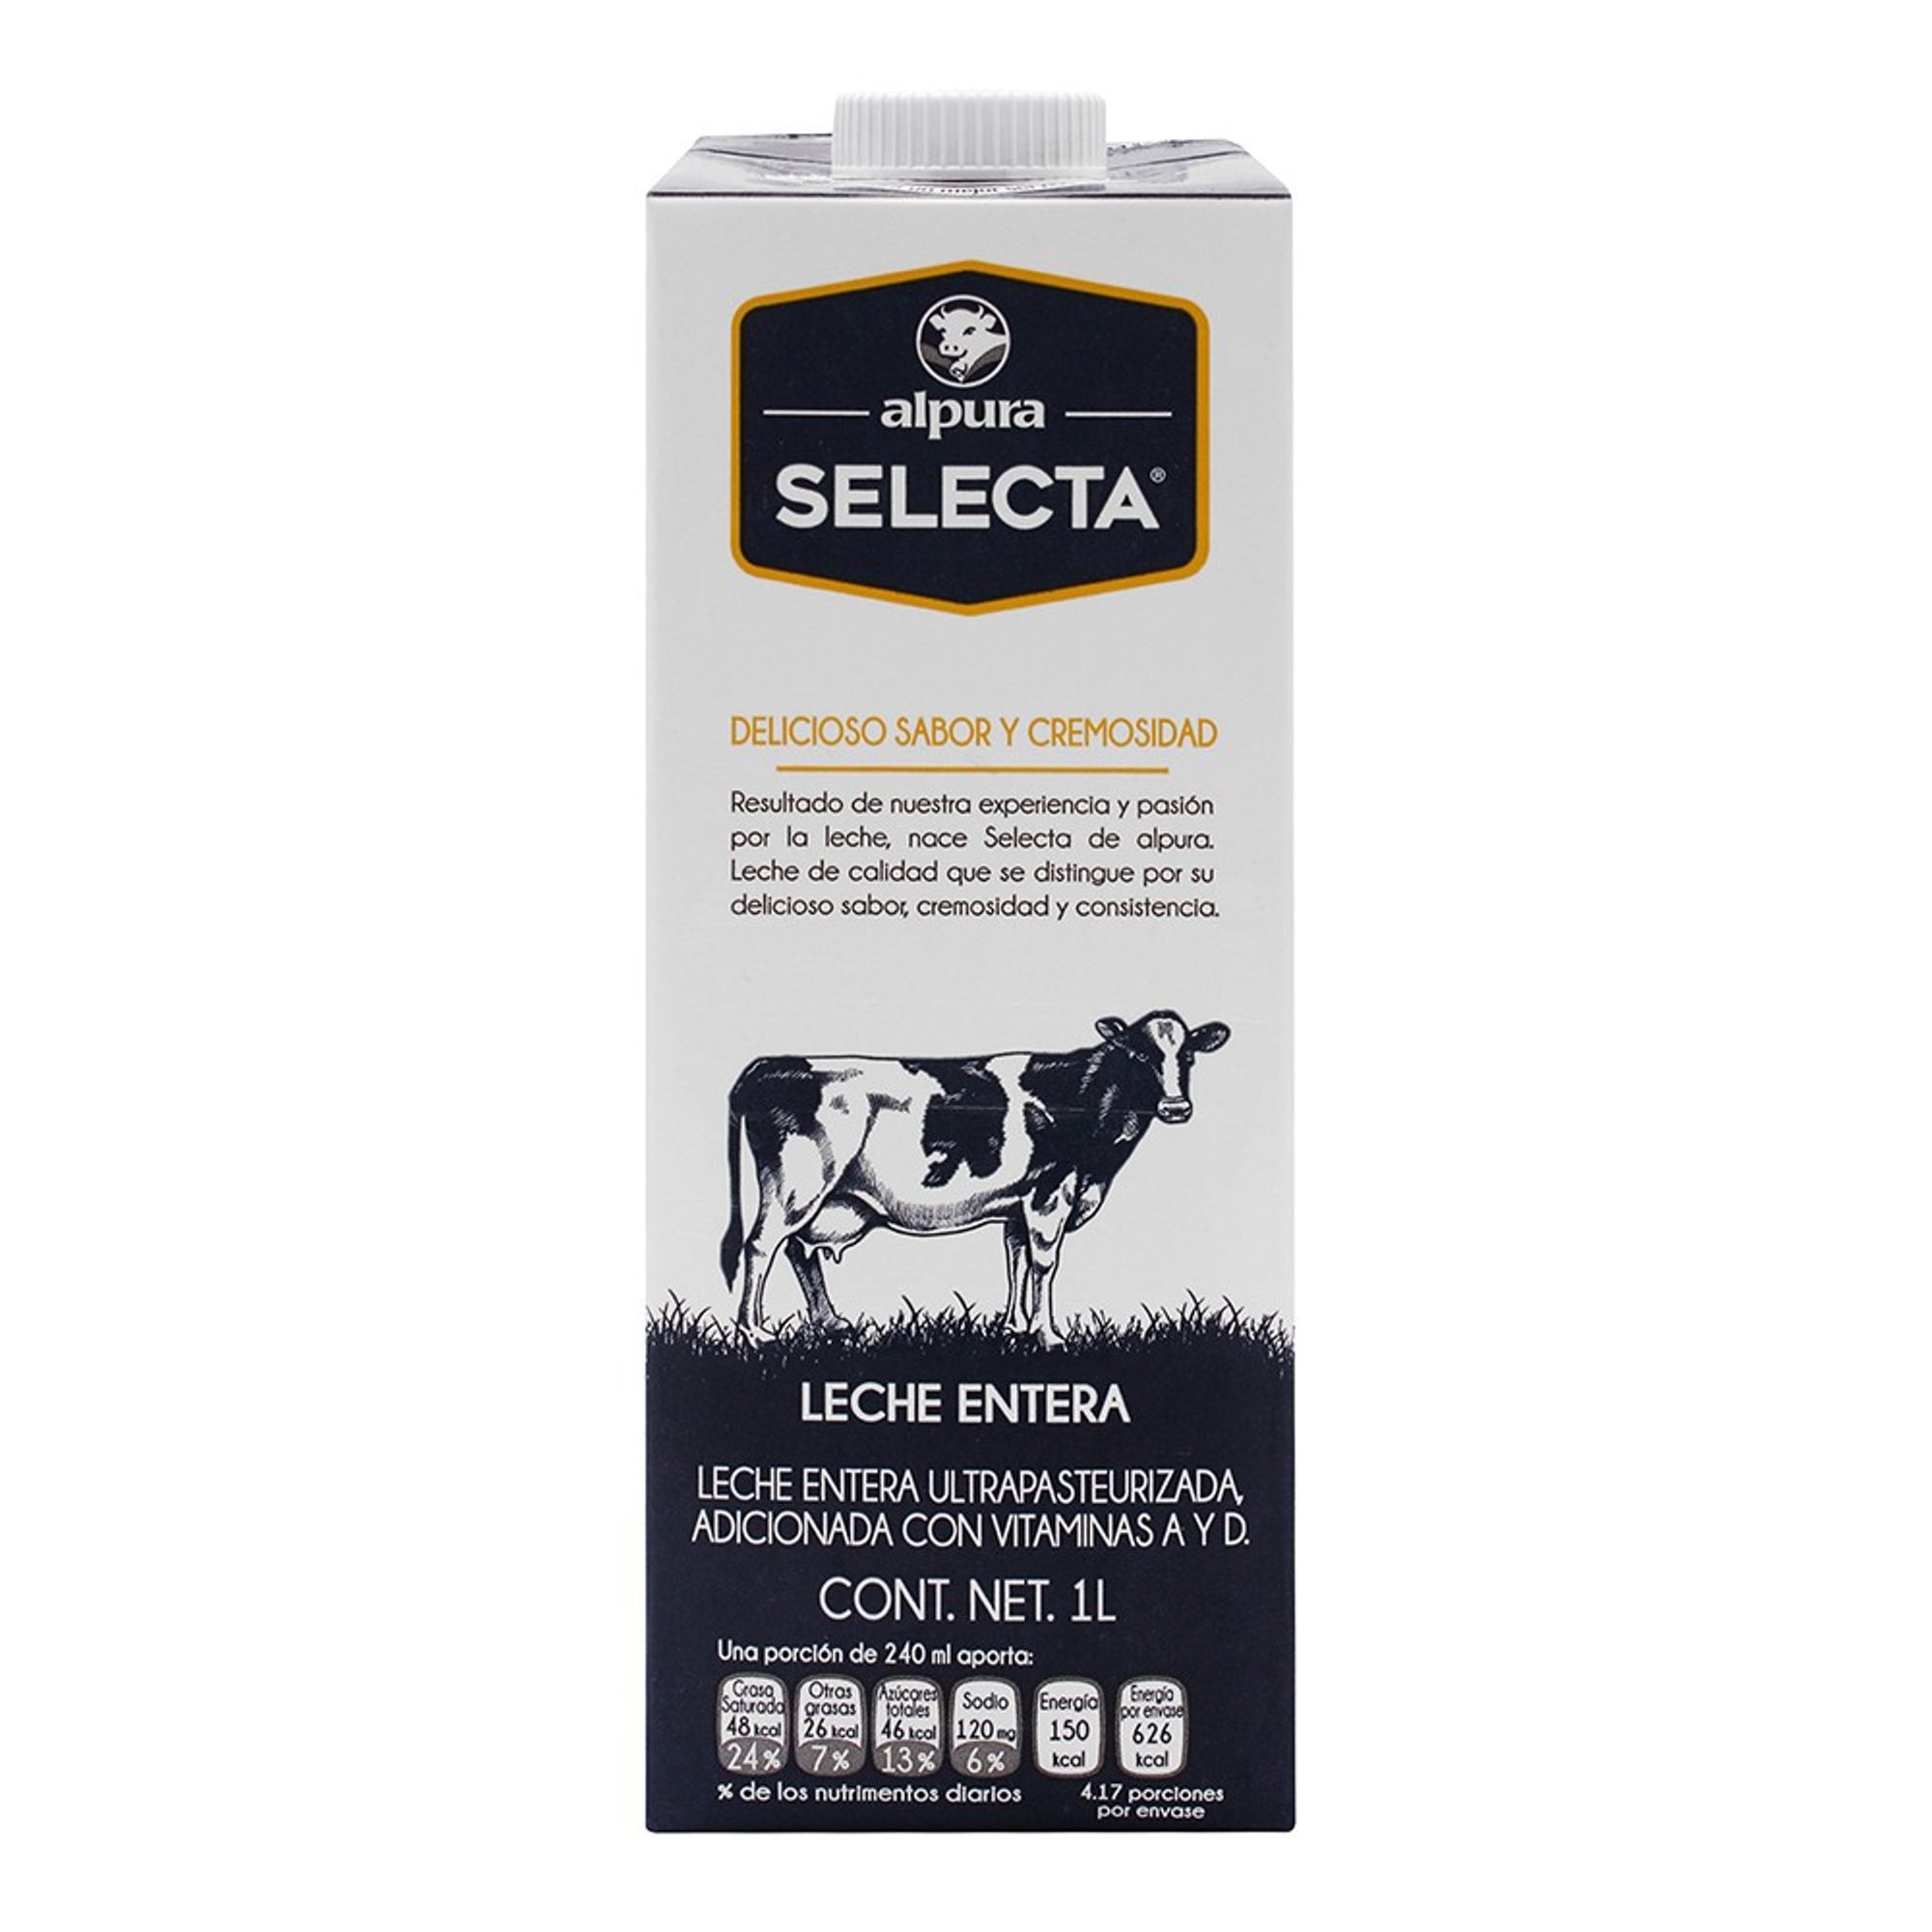 alpura
SELECTA®
DELICIOSO SABOR Y CREMOSIDAD
Resultado de nuestra experiencia y pasión
por la leche, nace Selecta de alpura.
Leche de calidad que se distingue por su
delicioso sabor, cremosidad y consistencia.
LECHE ENTERA
LECHE ENTERA ULTRAPASTEURIZADA,
ADICIONADA CON VITAMINAS A Y D.
CONT. NET. 1L
Una porción de 240 ml aporta:
Grasa Saturada 48 kcal 24%
Otras grasas 26 kcal 7%
Azúcares totales 46 kcal 13%
Sodio 120 mg 6%
Energía 150 kcal
Energía por envase 626 kcal
% de los nutrimentos diarios
4.17 porciones
por envase